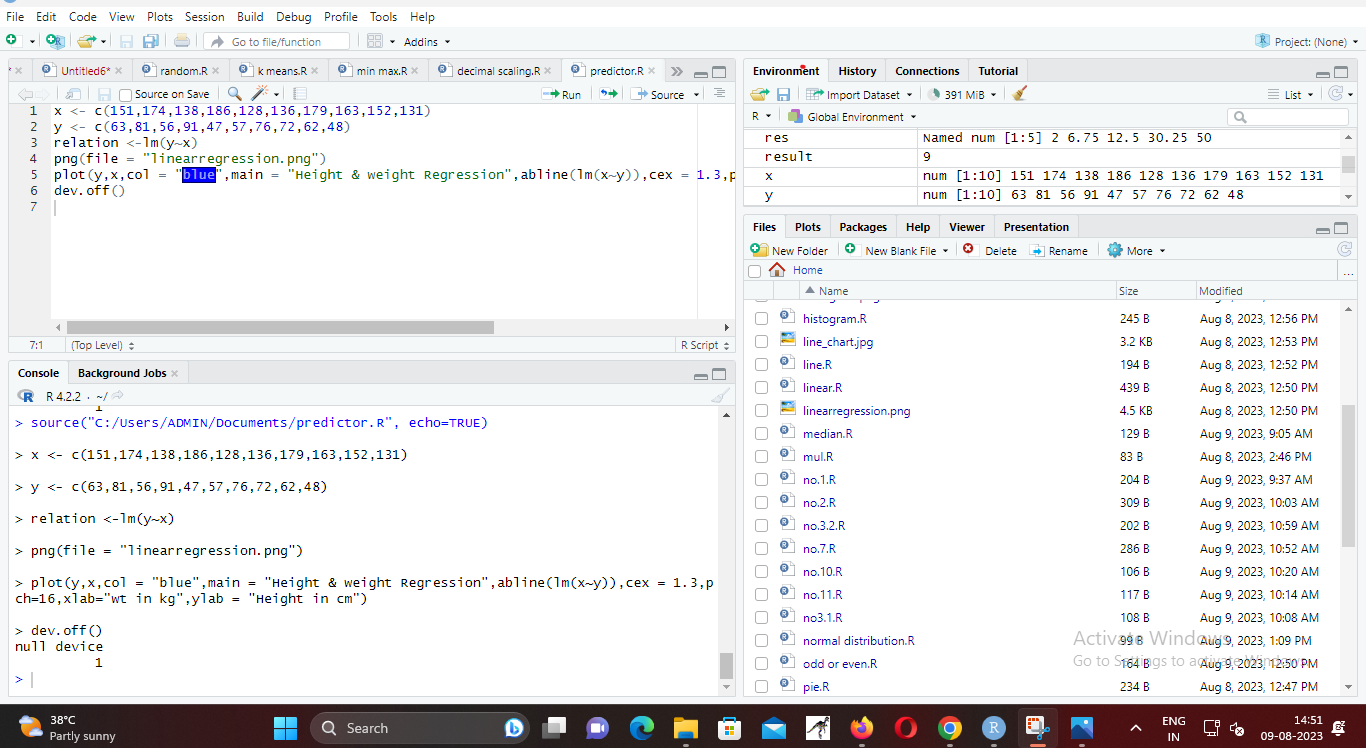 File Edit Code View Plots Session Build Debug Profile Tools Help
Go to file/function Addins Project: (None)
Untitled6* random.R k means.R min max.R decimal scaling.R predictor.R
Source on Save Run Source
1 x <- c(151,174,138,186,128,136,179,163,152,131)
2 y <- c(63,81,56,91,47,57,76,72,62,48)
3 relation <-lm(y~x)
4 png(file = "linearregression.png")
5 plot(y,x,col = "blue",main = "Height & weight Regression",abline(lm(x~y)),cex = 1.3,p
6 dev.off()
7
7:1 (Top Level) R Script
Console Background Jobs
R 4.2.2 · ~/
> source("C:/Users/ADMIN/Documents/predictor.R", echo=TRUE)
> x <- c(151,174,138,186,128,136,179,163,152,131)
> y <- c(63,81,56,91,47,57,76,72,62,48)
> relation <-lm(y~x)
> png(file = "linearregression.png")
> plot(y,x,col = "blue",main = "Height & weight Regression",abline(lm(x~y)),cex = 1.3,p
ch=16,xlab="wt in kg",ylab = "Height in cm")
> dev.off()
null device
1
>
Environment History Connections Tutorial
Import Dataset 391 MiB List
R Global Environment
res Named num [1:5] 2 6.75 12.5 30.25 50
result 9
x num [1:10] 151 174 138 186 128 136 179 163 152 131
y num [1:10] 63 81 56 91 47 57 76 72 62 48
Files Plots Packages Help Viewer Presentation
New Folder New Blank File Delete Rename More
Home ...
Name Size Modified
histogram.R 245 B Aug 8, 2023, 12:56 PM
line_chart.jpg 3.2 KB Aug 8, 2023, 12:53 PM
line.R 194 B Aug 8, 2023, 12:52 PM
linear.R 439 B Aug 8, 2023, 12:50 PM
linearregression.png 4.5 KB Aug 8, 2023, 12:50 PM
median.R 129 B Aug 9, 2023, 9:05 AM
mul.R 83 B Aug 8, 2023, 2:46 PM
no.1.R 204 B Aug 9, 2023, 9:37 AM
no.2.R 309 B Aug 9, 2023, 10:03 AM
no.3.2.R 202 B Aug 9, 2023, 10:59 AM
no.7.R 286 B Aug 9, 2023, 10:52 AM
no.10.R 106 B Aug 9, 2023, 10:20 AM
no.11.R 117 B Aug 9, 2023, 10:14 AM
no3.1.R 108 B Aug 9, 2023, 10:08 AM
normal distribution.R 99 B Aug 9, 2023, 1:09 PM
odd or even.R 164 B Aug 9, 2023, 12:50 PM
pie.R 234 B Aug 8, 2023, 12:47 PM
Activate Windows
Go to Settings to activate Windows.
38°C
Partly sunny
Search
ENG
IN
14:51
09-08-2023